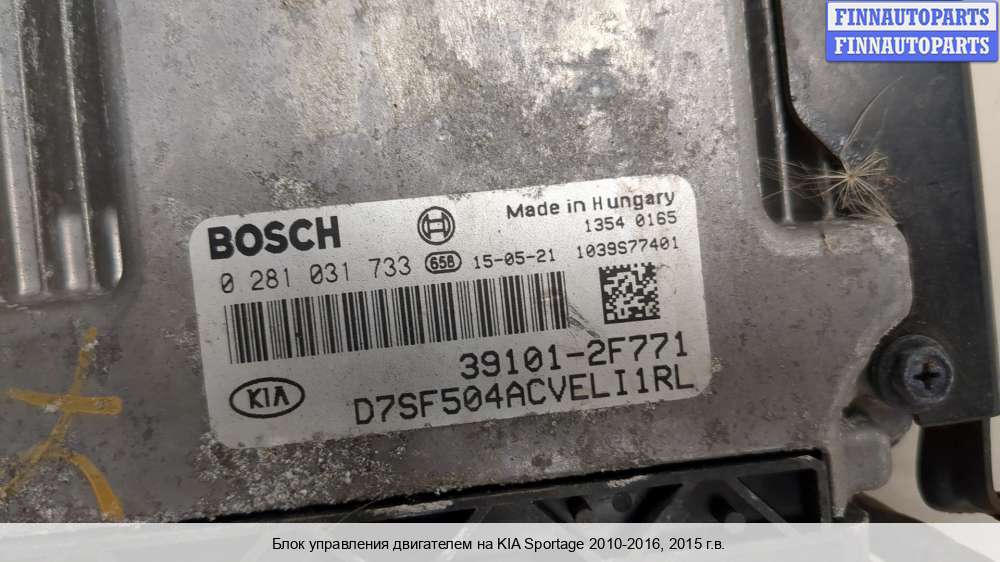 FINNAUTOPARTS
FINNAUTOPARTS
BOSCH
Made in Hungary
1354 0165
0 281 031 733 658 15-05-21 1039S77401
39101-2F771
KIA
D7SF504ACVELI1RL
Блок управления двигателем на KIA Sportage 2010-2016, 2015 г.в.